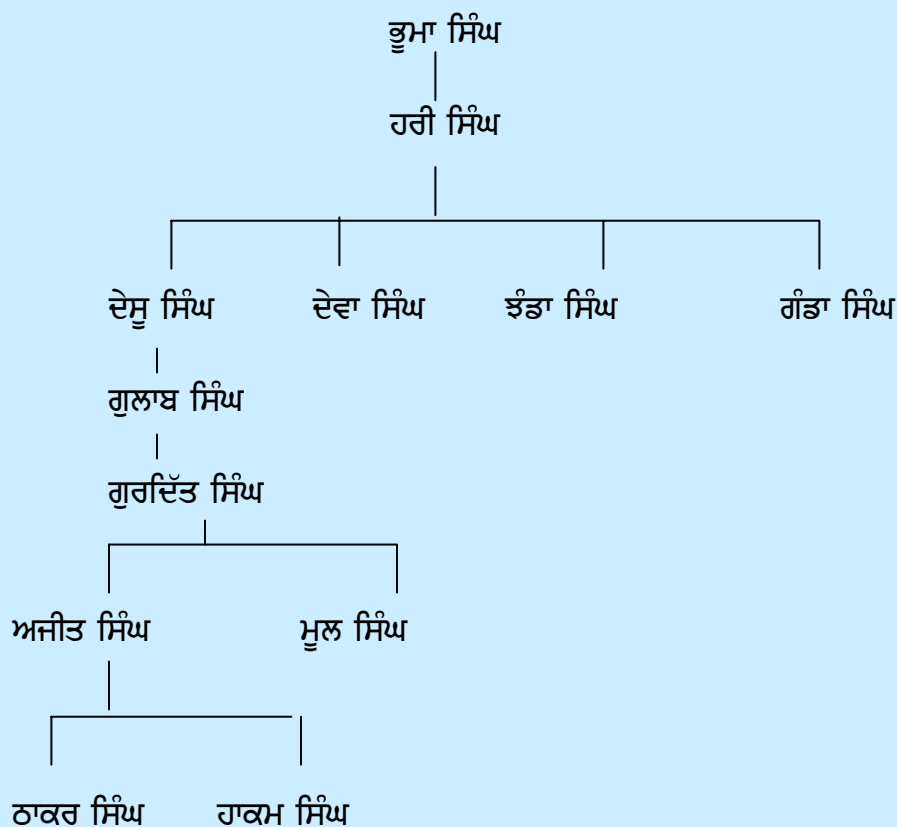 ਭੂਮਾ ਸਿੰਘ
ਹਰੀ ਸਿੰਘ
ਦੇਸੂ ਸਿੰਘ ਦੇਵਾ ਸਿੰਘ ਝੰਡਾ ਸਿੰਘ ਗੰਡਾ ਸਿੰਘ
ਗੁਲਾਬ ਸਿੰਘ
ਗੁਰਦਿੱਤ ਸਿੰਘ
ਅਜੀਤ ਸਿੰਘ ਮੂਲ ਸਿੰਘ
ਠਾਕਰ ਸਿੰਘ ਹਾਕਮ ਸਿੰਘ